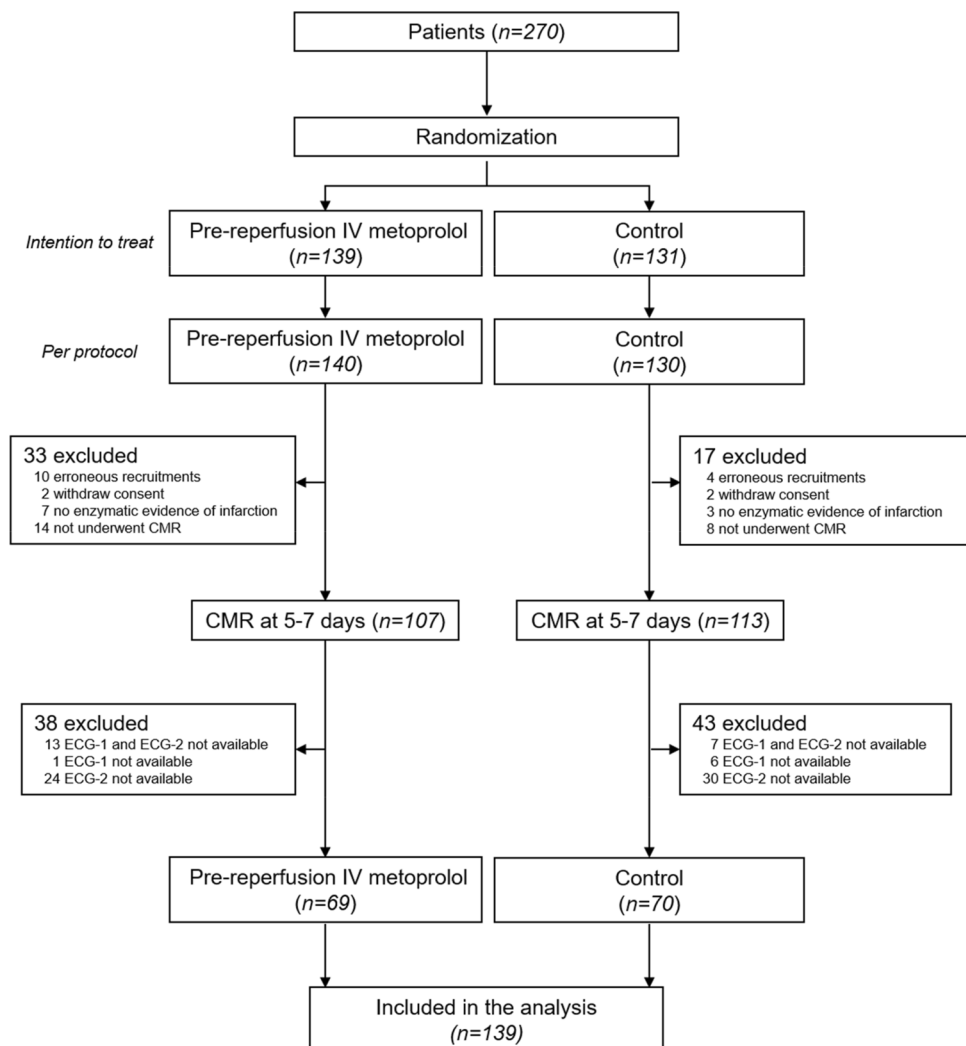 Patients (n=270)
Randomization
Intention to treat
Pre-reperfusion IV metoprolol
(n=139)
Control
(n=131)
Per protocol
Pre-reperfusion IV metoprolol
(n=140)
Control
(n=130)
33 excluded
10 erroneous recruitments
2 withdraw consent
7 no enzymatic evidence of infarction
14 not underwent CMR
17 excluded
4 erroneous recruitments
2 withdraw consent
3 no enzymatic evidence of infarction
8 not underwent CMR
CMR at 5-7 days (n=107)
CMR at 5-7 days (n=113)
38 excluded
13 ECG-1 and ECG-2 not available
1 ECG-1 not available
24 ECG-2 not available
43 excluded
7 ECG-1 and ECG-2 not available
6 ECG-1 not available
30 ECG-2 not available
Pre-reperfusion IV metoprolol
(n=69)
Control
(n=70)
Included in the analysis
(n=139)